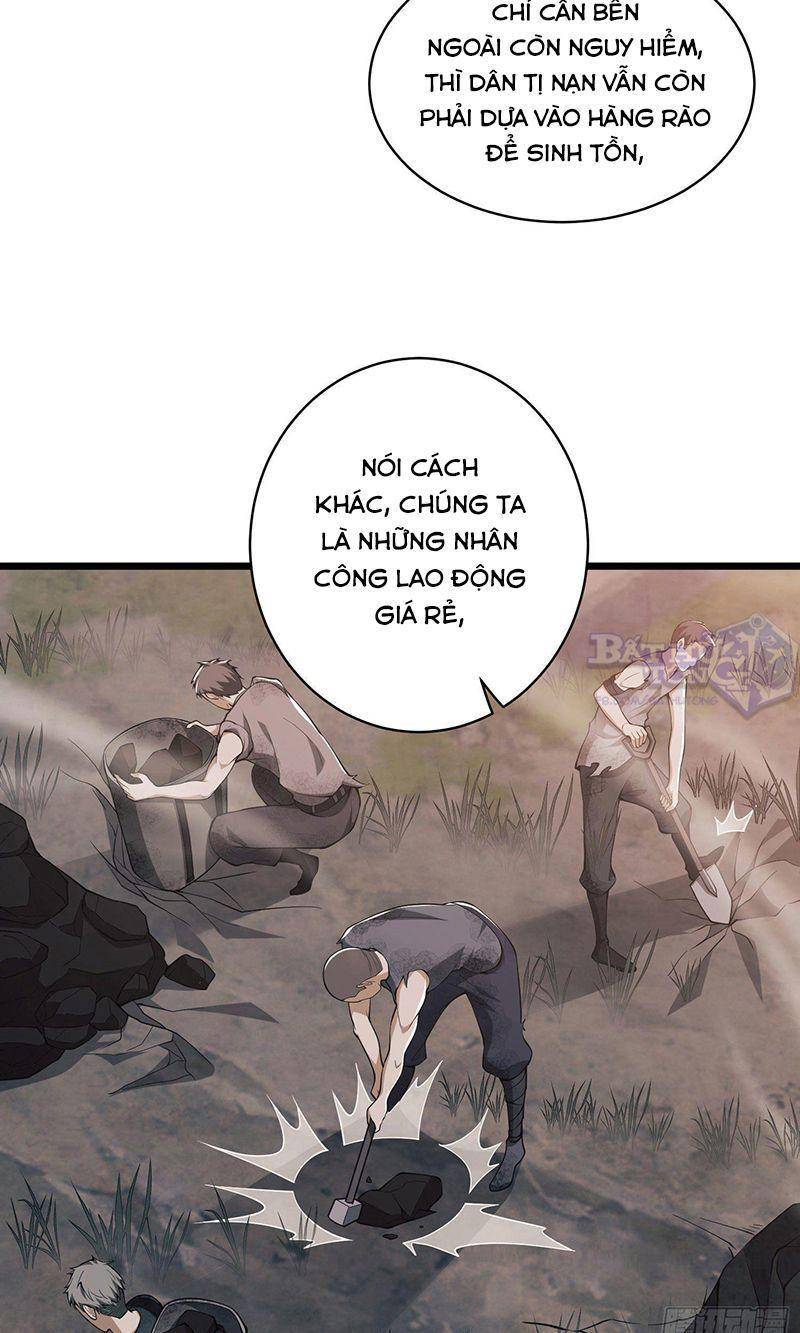 CHỈ CẦN BÊN
NGOÀI CÒN NGUY HIỂM,
THÌ DÂN TỊ NẠN VẪN CÒN
PHẢI DỰA VÀO HÀNG RÀO
ĐỂ SINH TỒN,
NÓI CÁCH
KHÁC, CHÚNG TA
LÀ NHỮNG NHÂN
CÔNG LAO ĐỘNG
GIÁ RẺ,